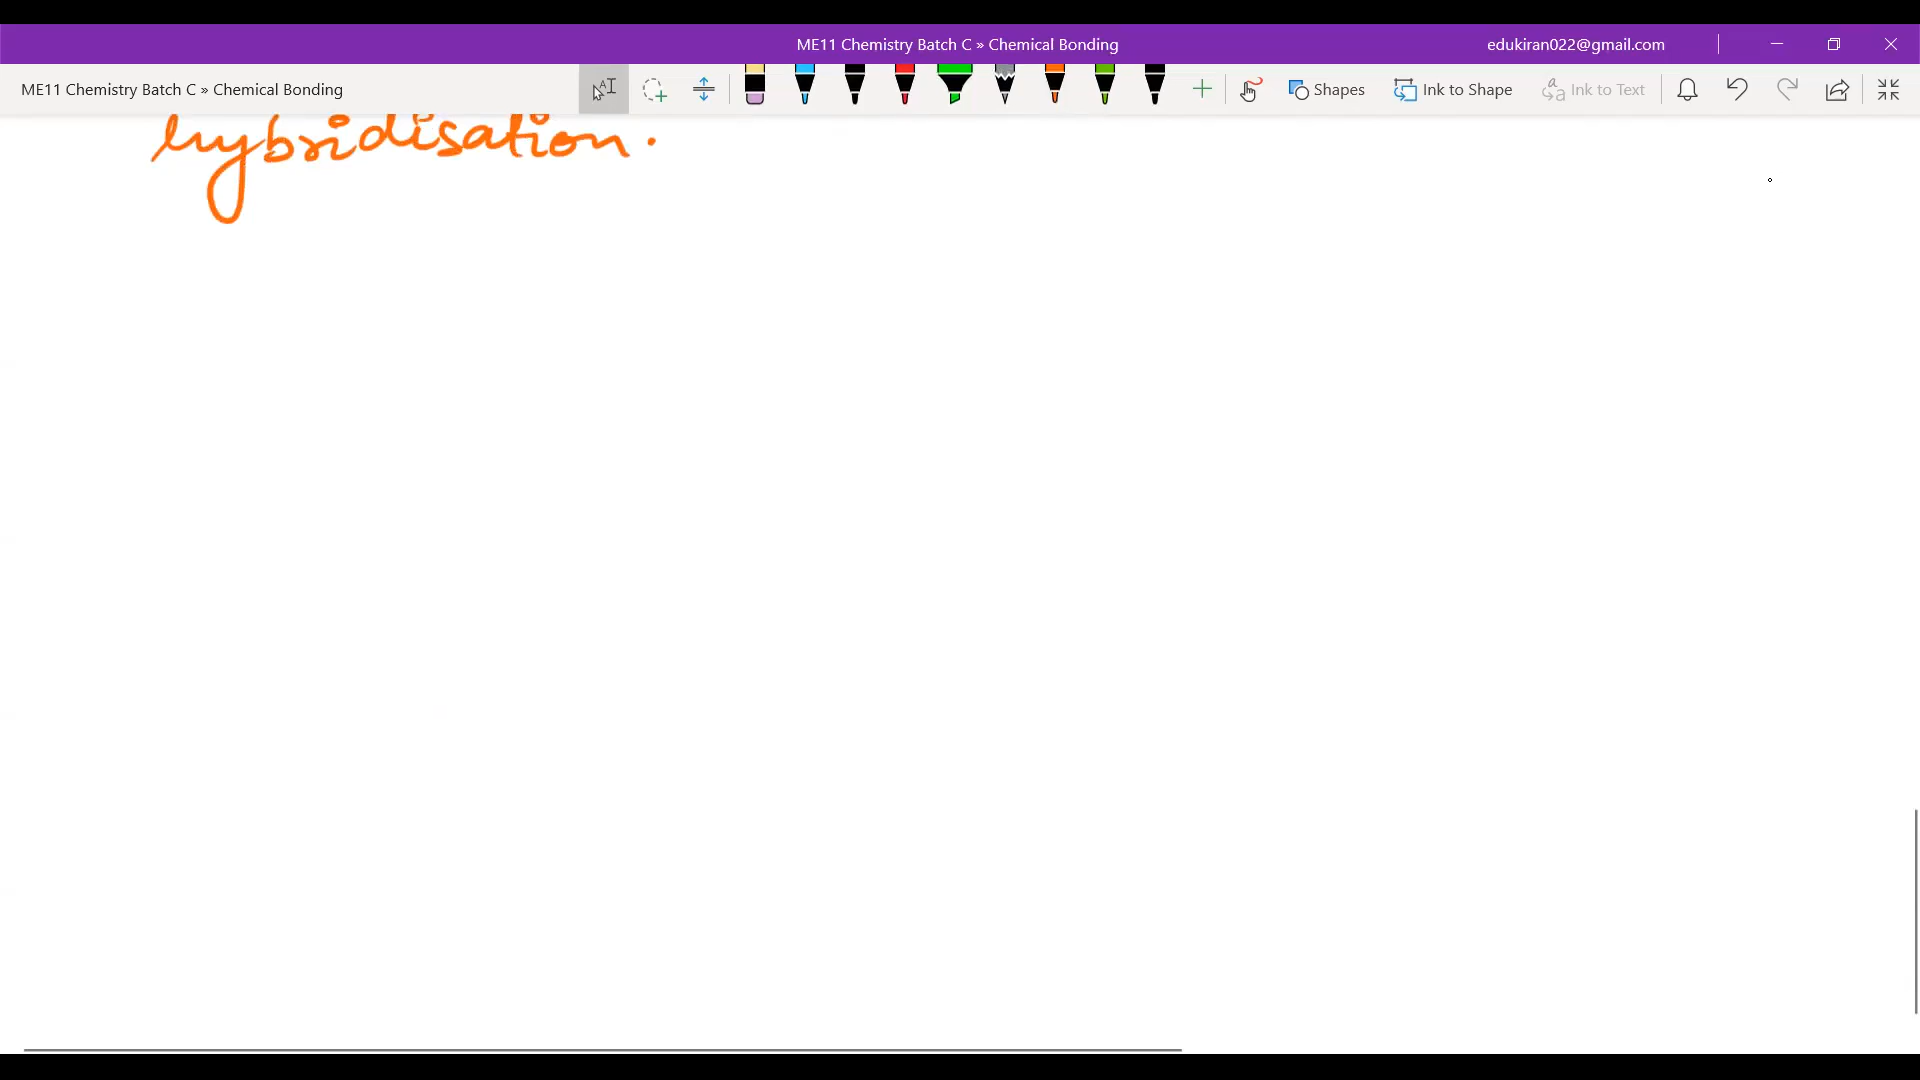 ME11 Chemistry Batch C » Chemical Bonding
edukiran022@gmail.com
ME11 Chemistry Batch C » Chemical Bonding
Shapes
Ink to Shape
Ink to Text
hybridisation.